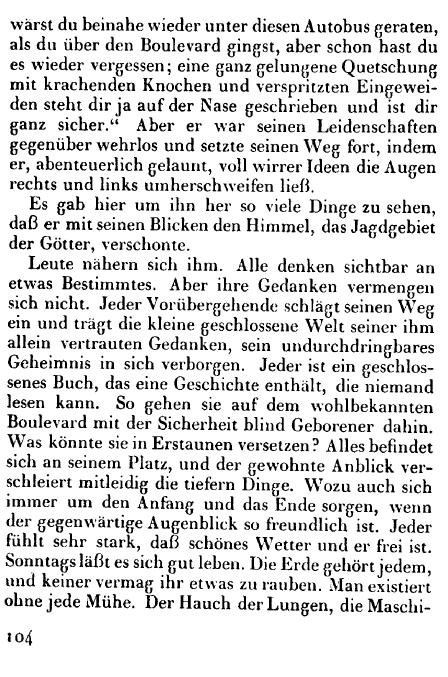 wärst du beinahe wieder unter diesen Autobus geraten,
als du über den Boulevard gingst, aber schon hast du
es wieder vergessen; eine ganz gelungene Quetschung
mit krachenden Knochen und verspritzten Eingewei-
den steht dir ja auf der Nase geschrieben und ist dir
ganz sicher.“ Aber er war seinen Leidenschaften
gegenüber wehrlos und setzte seinen Weg fort, indem
er, abenteuerlich gelaunt, voll wirrer Ideen die Augen
rechts und links umherschweifen ließ.
Es gab hier um ihn her so viele Dinge zu sehen,
daß er mit seinen Blicken den Himmel, das Jagdgebiet
der Götter, verschonte.
Leute nähern sich ihm. Alle denken sichtbar an
etwas Bestimmtes. Aber ihre Gedanken vermengen
sich nicht. Jeder Vorübergehende schlägt seinen Weg
ein und trägt die kleine geschlossene Welt seiner ihm
allein vertrauten Gedanken, sein undurchdringbares
Geheimnis in sich verborgen. Jeder ist ein geschlos-
senes Buch, das eine Geschichte enthält, die niemand
lesen kann. So gehen sie auf dem wohlbekannten
Boulevard mit der Sicherheit blind Geborener dahin.
Was könnte sie in Erstaunen versetzen? Alles befindet
sich an seinem Platz, und der gewohnte Anblick ver-
schleiert mitleidig die tiefern Dinge. Wozu auch sich
immer um den Anfang und das Ende sorgen, wenn
der gegenwärtige Augenblick so freundlich ist. Jeder
fühlt sehr stark, daß schönes Wetter und er frei ist.
Sonntags läßt es sich gut leben. Die Erde gehört jedem,
und keiner vermag ihr etwas zu rauben. Man existiert
ohne jede Mühe. Der Hauch der Lungen, die Maschi-
104